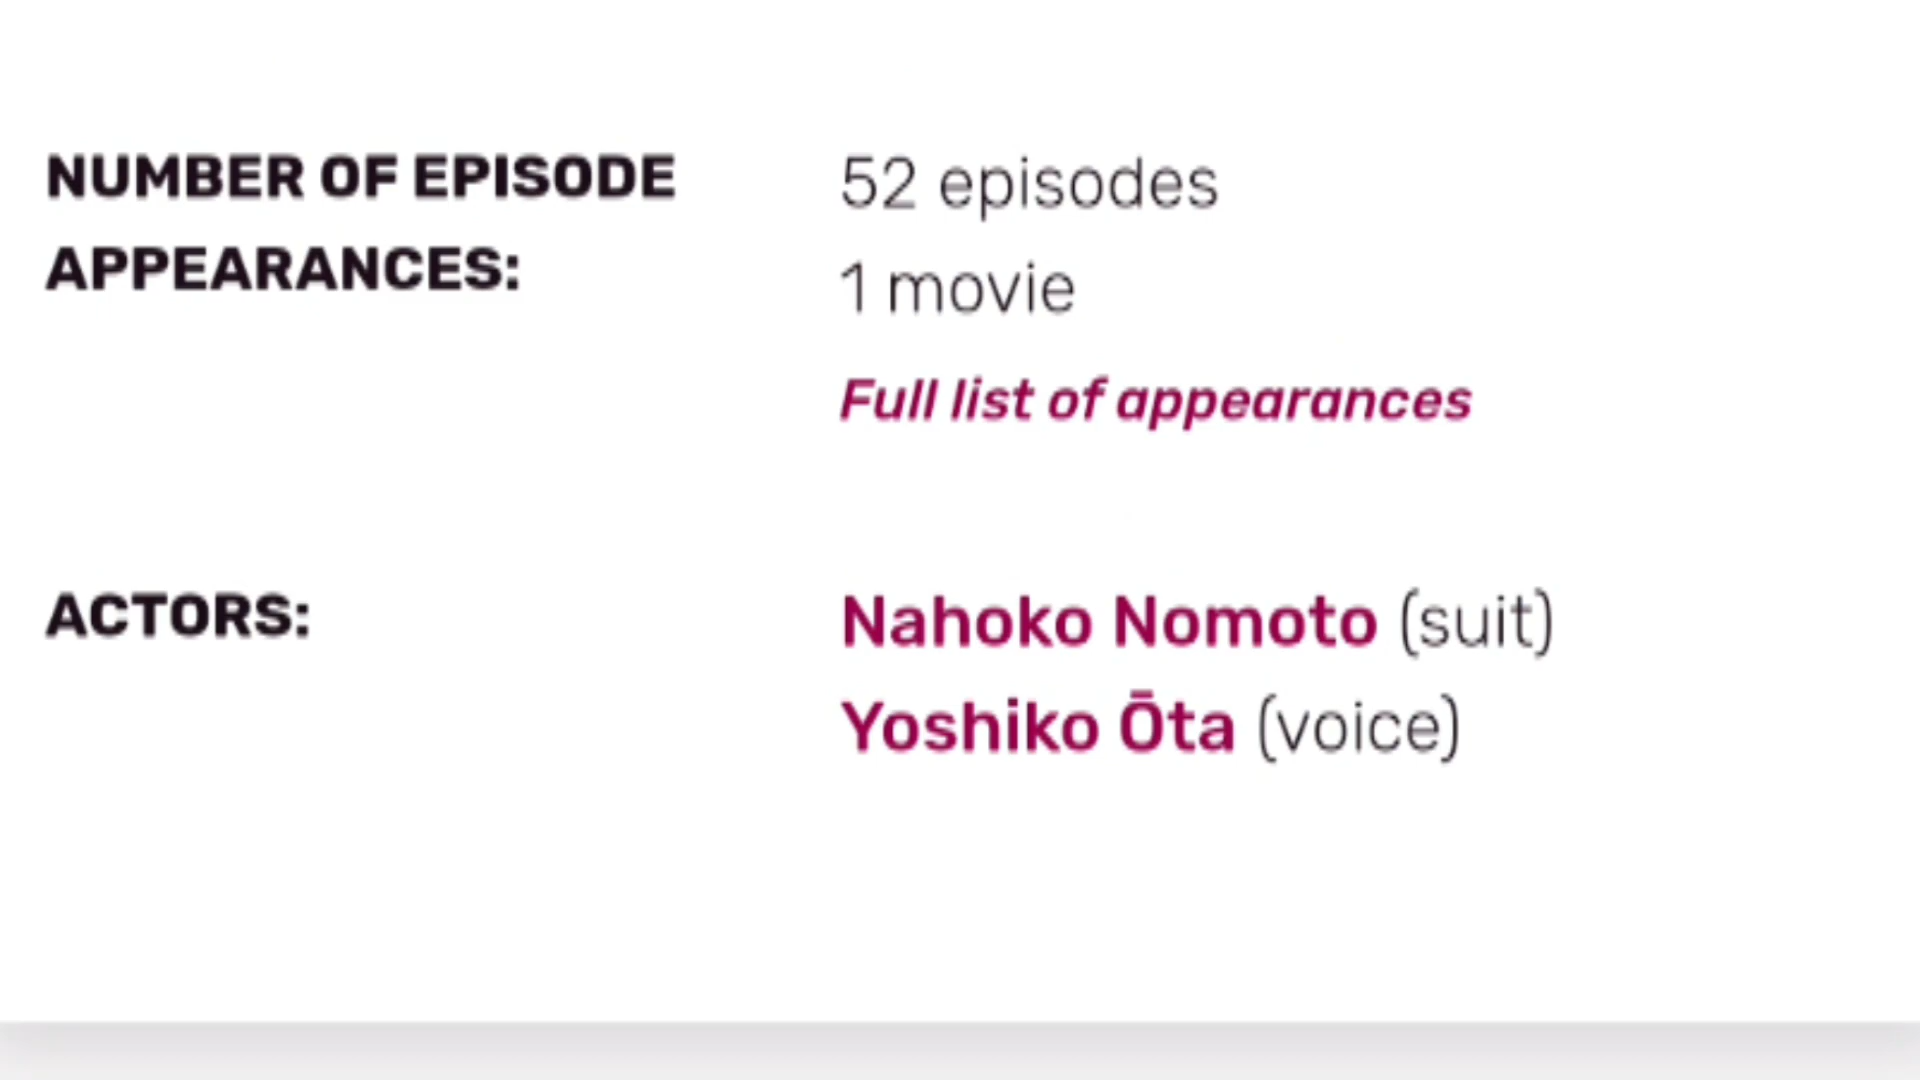 NUMBER OF EPISODE
APPEARANCES:
52 episodes
1 movie
Full list of appearances
ACTORS:
Nahoko Nomoto (suit)
Yoshiko Ōta (voice)